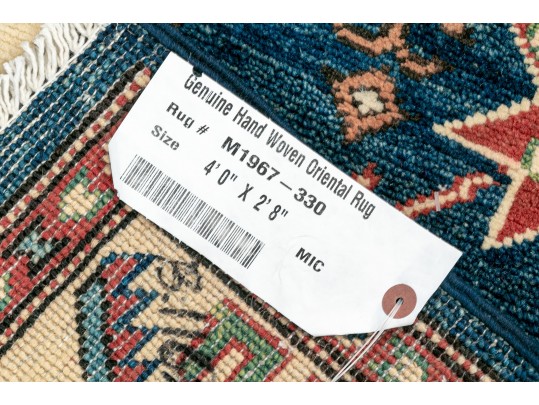 Genuine Hand Woven Oriental Rug
Rug # M1967-330
Size 4'0" X 2'8"
MIC